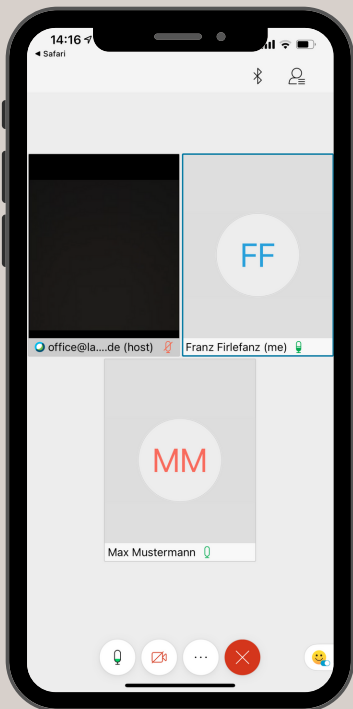 14:16
◂ Safari
FF
office@la....de (host)
Franz Firlefanz (me)
MM
Max Mustermann